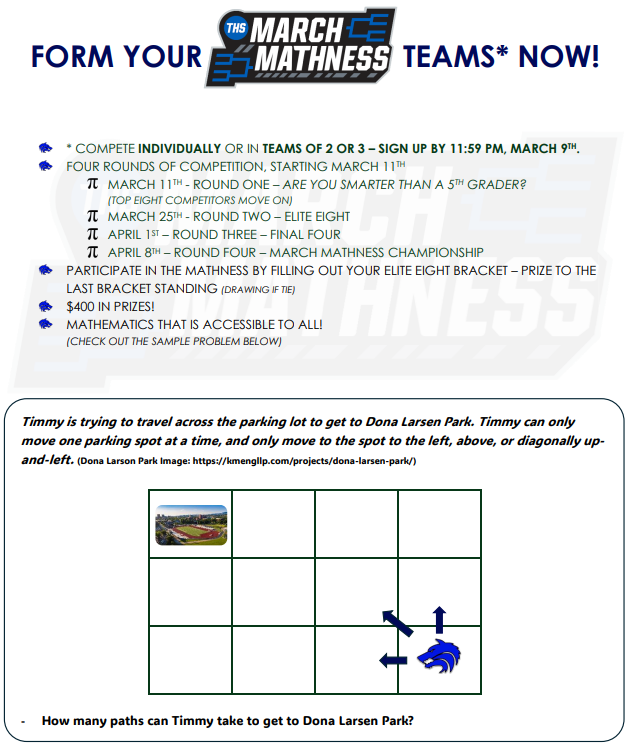 FORM YOUR THS MARCH MATHNESS TEAMS* NOW!
* COMPETE INDIVIDUALLY OR IN TEAMS OF 2 OR 3 – SIGN UP BY 11:59 PM, MARCH 9TH.
FOUR ROUNDS OF COMPETITION, STARTING MARCH 11TH
π MARCH 11TH - ROUND ONE – ARE YOU SMARTER THAN A 5TH GRADER?
(TOP EIGHT COMPETITORS MOVE ON)
π MARCH 25TH - ROUND TWO – ELITE EIGHT
π APRIL 1ST – ROUND THREE – FINAL FOUR
π APRIL 8TH – ROUND FOUR – MARCH MATHNESS CHAMPIONSHIP
PARTICIPATE IN THE MATHNESS BY FILLING OUT YOUR ELITE EIGHT BRACKET – PRIZE TO THE
LAST BRACKET STANDING (DRAWING IF TIE)
$400 IN PRIZES!
MATHEMATICS THAT IS ACCESSIBLE TO ALL!
(CHECK OUT THE SAMPLE PROBLEM BELOW)
THS MARCH MATHNESS
Timmy is trying to travel across the parking lot to get to Dona Larsen Park. Timmy can only
move one parking spot at a time, and only move to the spot to the left, above, or diagonally up-
and-left. (Dona Larson Park Image: https://kmengllp.com/projects/dona-larsen-park/)
- How many paths can Timmy take to get to Dona Larsen Park?